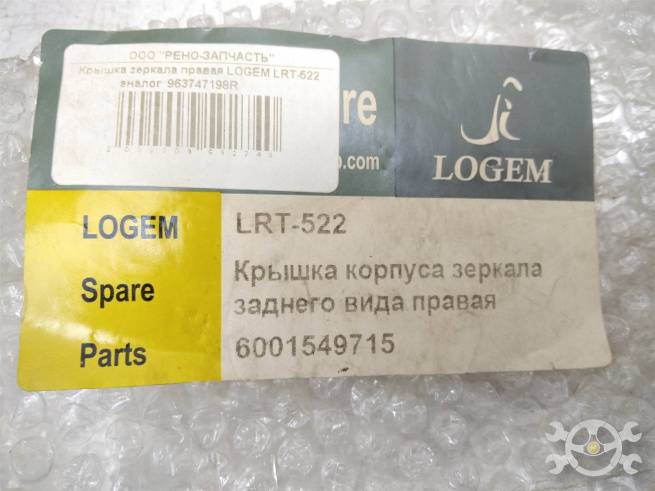 ООО "РЕНО-ЗАПЧАСТЬ"
Крышка зеркала правая LOGEM LRT-522
аналог 963747198R
re
.com
LOGEM
LOGEM
Spare
Parts
LRT-522
Крышка корпуса зеркала
заднего вида правая
6001549715